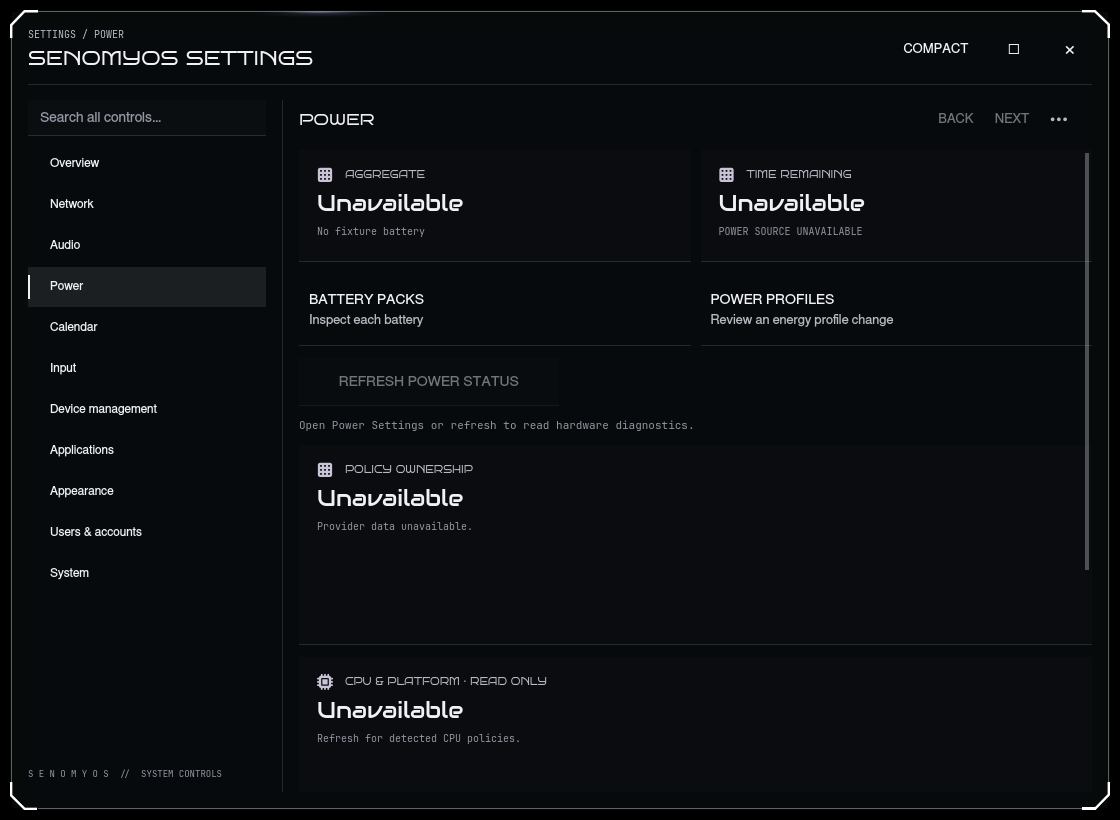 SETTINGS / POWER
SENOMYOS SETTINGS
COMPACT
Search all controls...
Overview
Network
Audio
Power
Calendar
Input
Device management
Applications
Appearance
Users & accounts
System
SENOMYOS // SYSTEM CONTROLS
POWER
BACK NEXT
AGGREGATE
Unavailable
No fixture battery
TIME REMAINING
Unavailable
POWER SOURCE UNAVAILABLE
BATTERY PACKS
Inspect each battery
POWER PROFILES
Review an energy profile change
REFRESH POWER STATUS
Open Power Settings or refresh to read hardware diagnostics.
POLICY OWNERSHIP
Unavailable
Provider data unavailable.
CPU & PLATFORM · READ ONLY
Unavailable
Refresh for detected CPU policies.